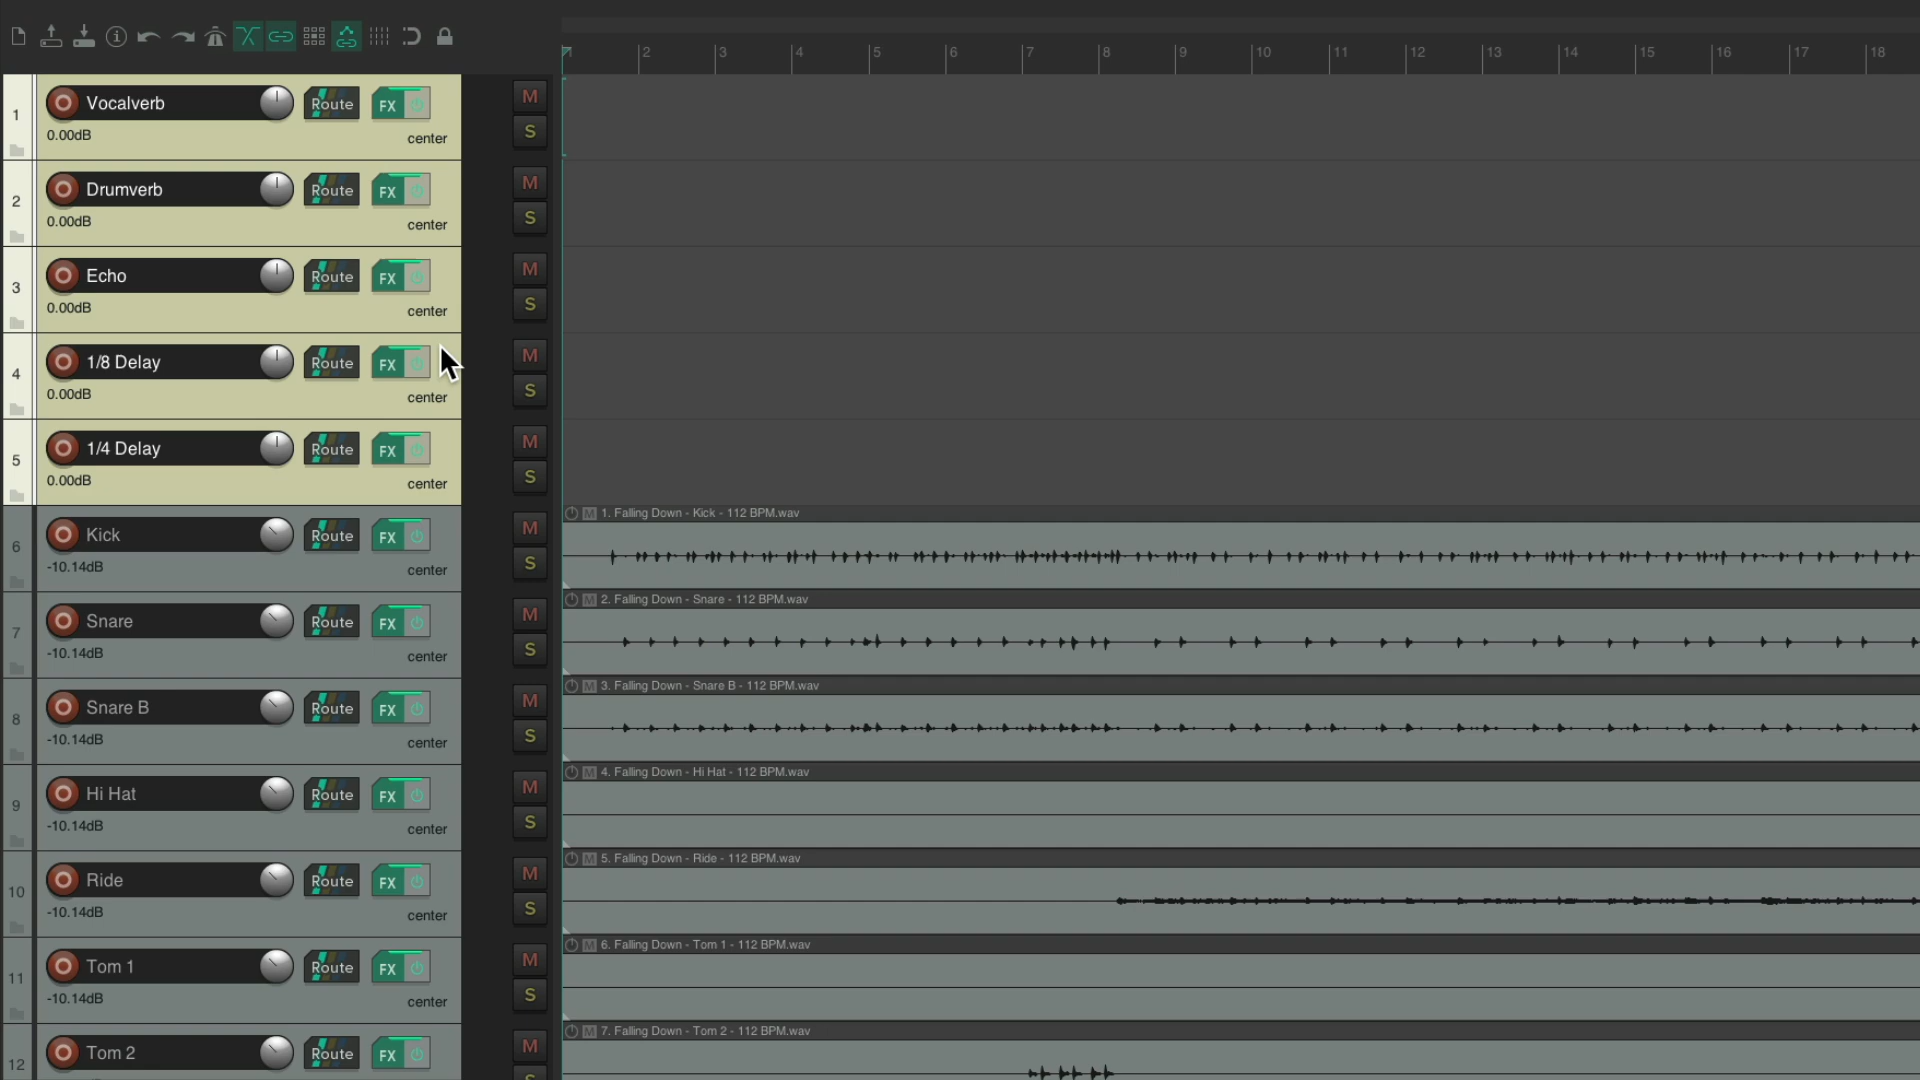 1 2 3 4 5 6 7 8 9 10 11 12 13 14 15 16 17 18
1 Vocalverb Route FX M
0.00dB center S
2 Drumverb Route FX M
0.00dB center S
3 Echo Route FX M
0.00dB center S
4 1/8 Delay Route FX M
0.00dB center S
5 1/4 Delay Route FX M
0.00dB center S
M 1. Falling Down - Kick - 112 BPM.wav
6 Kick Route FX M
-10.14dB center S
M 2. Falling Down - Snare - 112 BPM.wav
7 Snare Route FX M
-10.14dB center S
M 3. Falling Down - Snare B - 112 BPM.wav
8 Snare B Route FX M
-10.14dB center S
M 4. Falling Down - Hi Hat - 112 BPM.wav
9 Hi Hat Route FX M
-10.14dB center S
M 5. Falling Down - Ride - 112 BPM.wav
10 Ride Route FX M
-10.14dB center S
M 6. Falling Down - Tom 1 - 112 BPM.wav
11 Tom 1 Route FX M
-10.14dB center S
M 7. Falling Down - Tom 2 - 112 BPM.wav
12 Tom 2 Route FX M
S